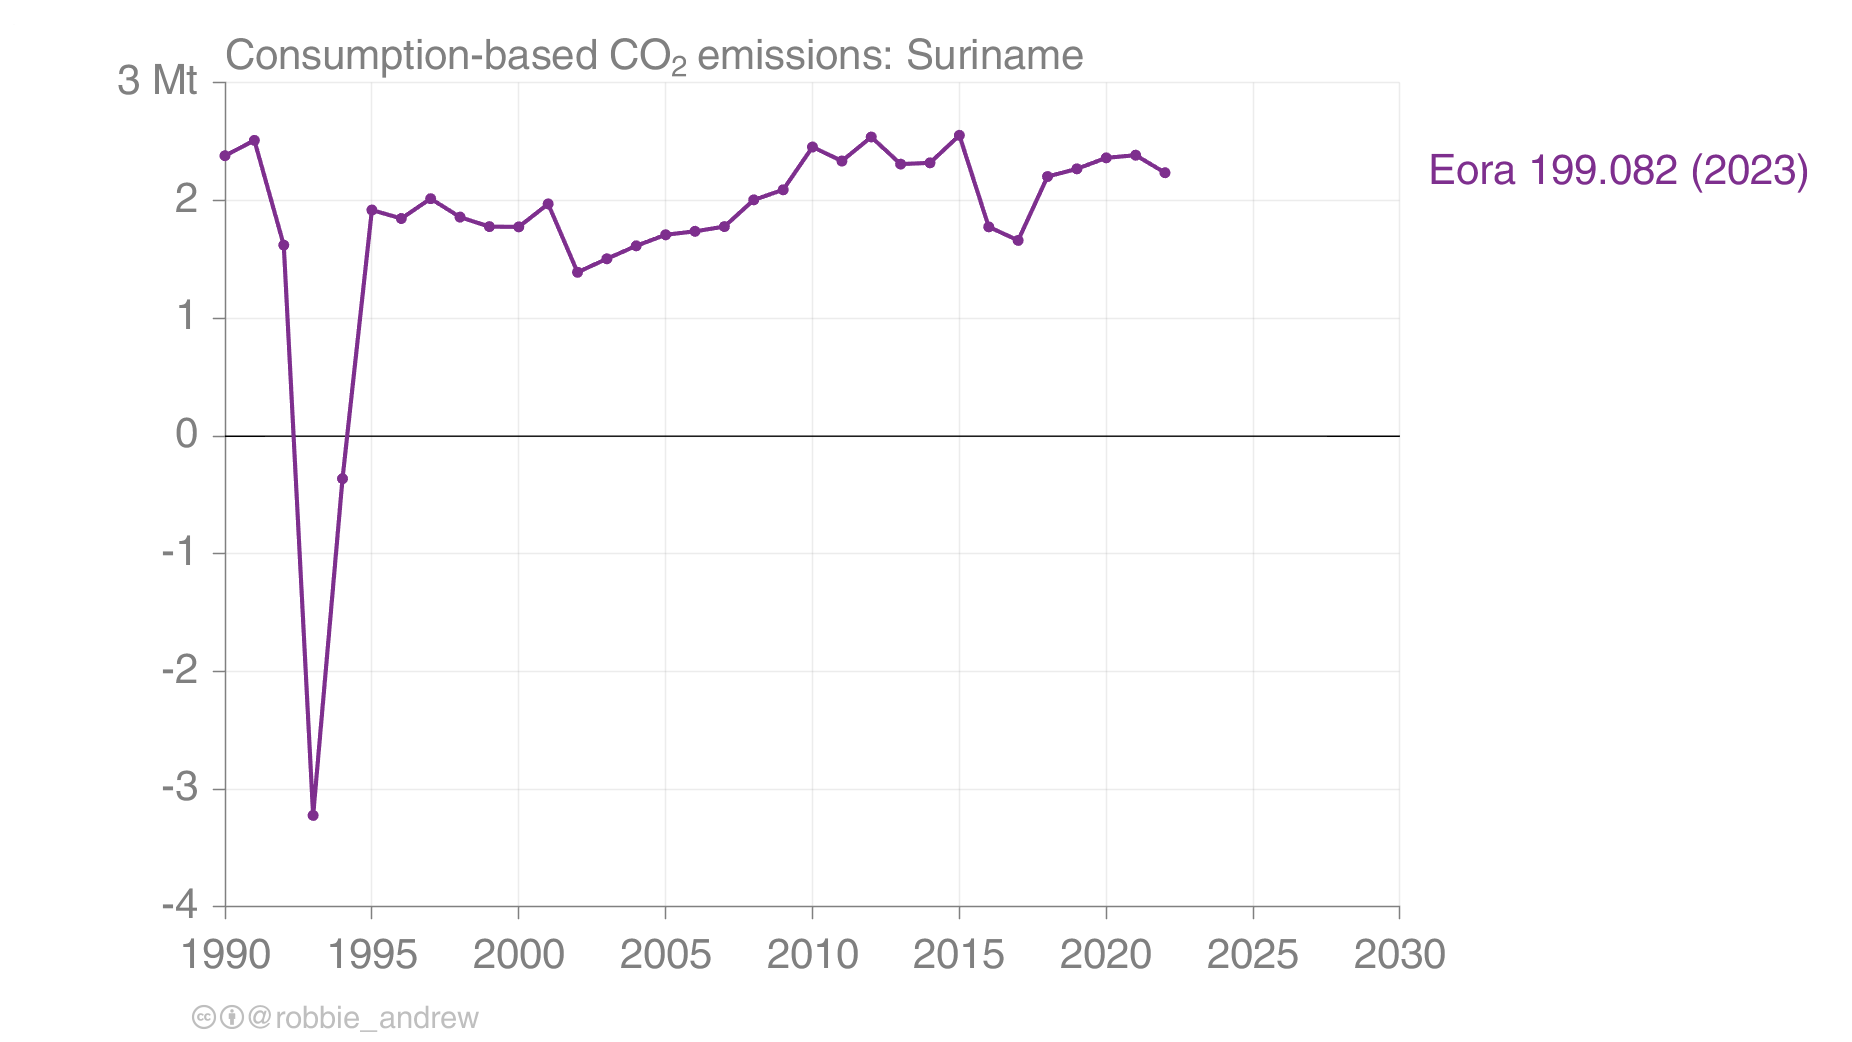 Consumption-based CO₂ emissions: Suriname
3 Mt
2
1
0
-1
-2
-3
-4
1990 1995 2000 2005 2010 2015 2020 2025 2030
Eora 199.082 (2023)
@robbie_andrew